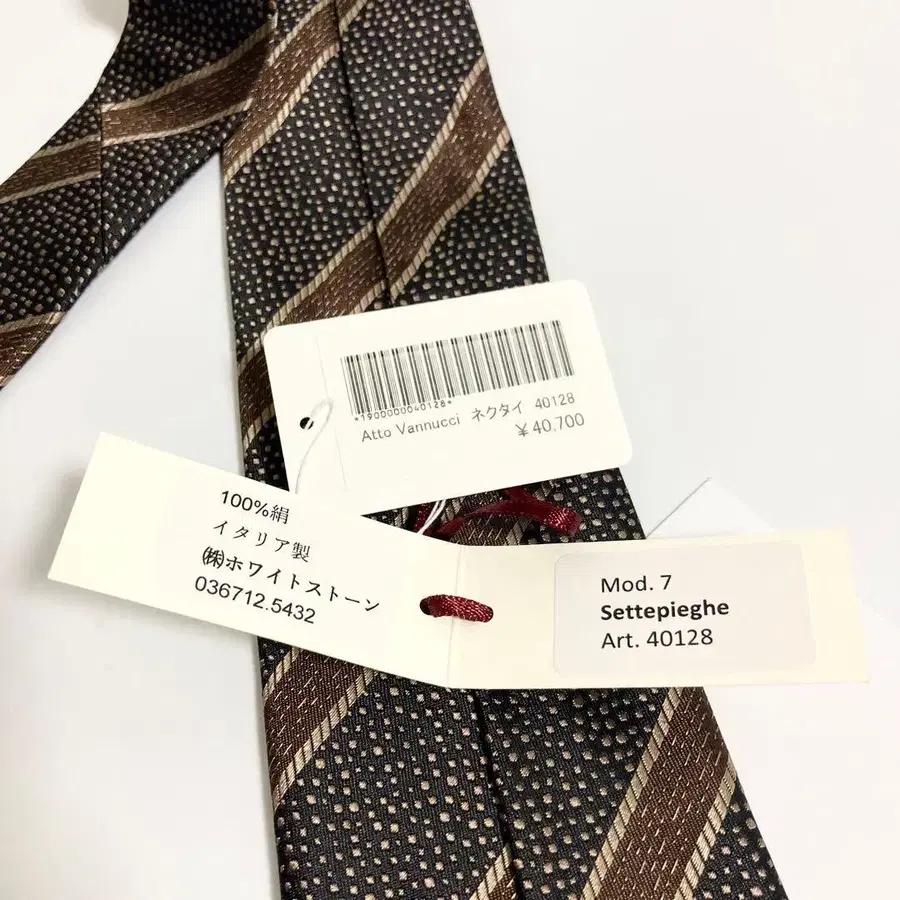 *1900000040128*
Atto Vannucci ネクタイ 40128
¥40,700
100%絹
イタリア製
㈱ホワイトストーン
036712.5432
Mod. 7
Settepieghe
Art. 40128